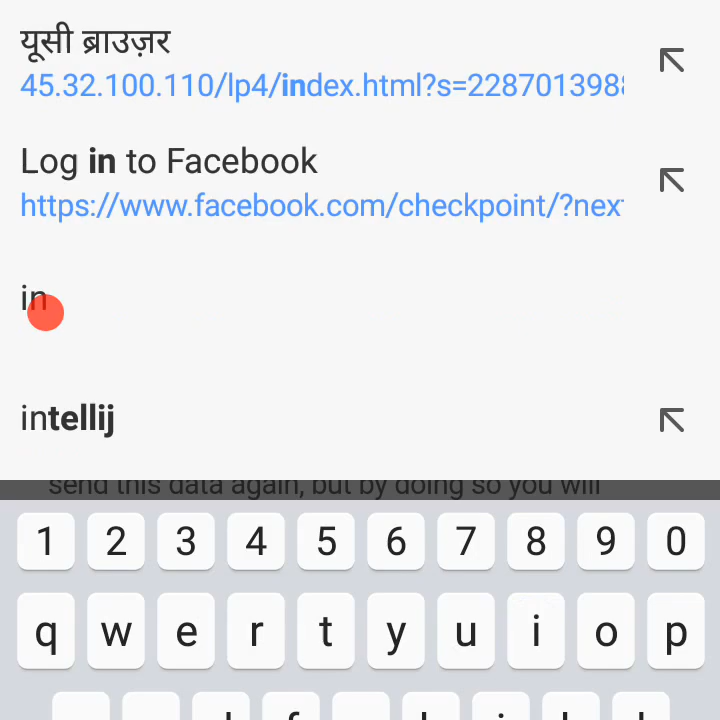 यूसी ब्राउज़र
45.32.100.110/lp4/index.html?s=228701398
Log in to Facebook
https://www.facebook.com/checkpoint/?nex
in
intellij
send this data again, but by doing so you will
1 2 3 4 5 6 7 8 9 0
q w e r t y u i o p